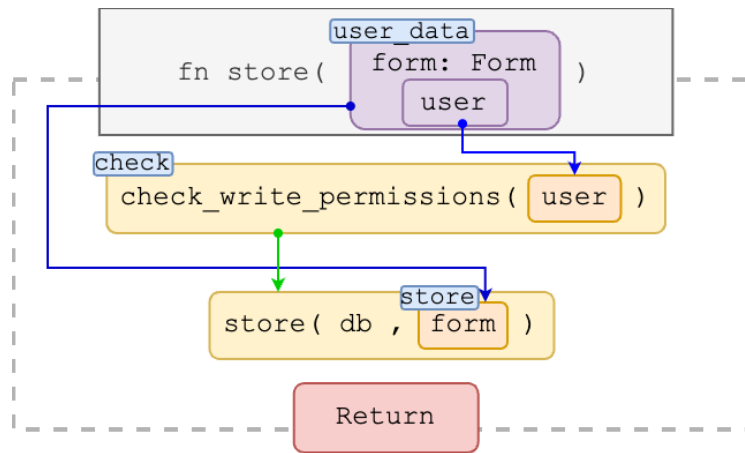 user_data
fn store( form: Form )
user
check
check_write_permissions( user )
store
store( db , form )
Return